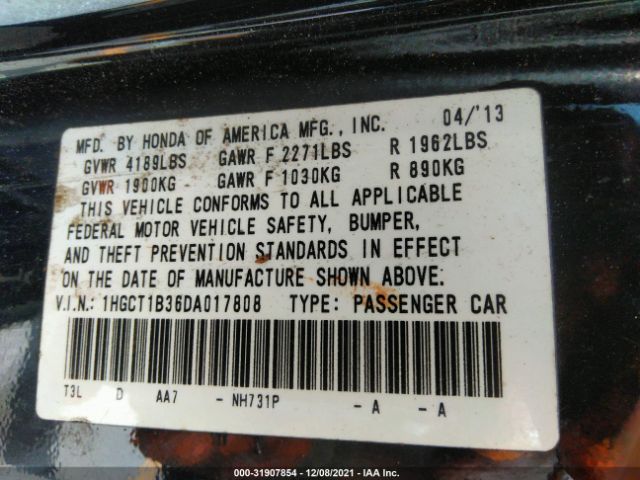 MFD. BY HONDA OF AMERICA MFG., INC. 04/'13
GVWR 4189LBS GAWR F 2271LBS R 1962LBS
GVWR 1900KG GAWR F 1030KG R 890KG
THIS VEHICLE CONFORMS TO ALL APPLICABLE
FEDERAL MOTOR VEHICLE SAFETY, BUMPER,
AND THEFT PREVENTION STANDARDS IN EFFECT
ON THE DATE OF MANUFACTURE SHOWN ABOVE.
V.I.N.: 1HGCT1B36DA017808 TYPE: PASSENGER CAR
T3L D AA7 - NH731P - A - A
000-31907854 - 12/08/2021 - IAA Inc.